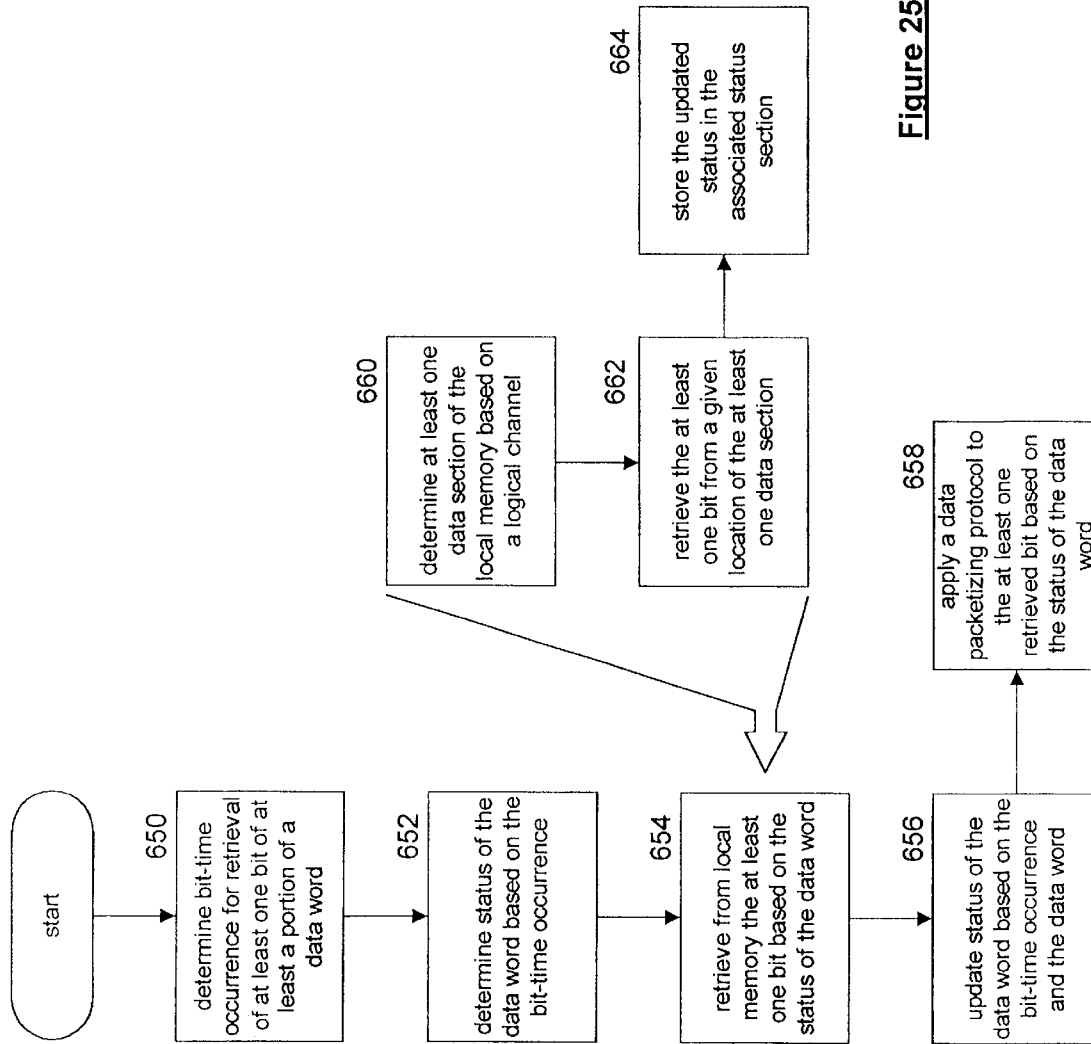 start
650
determine bit-time
occurrence for retrieval
of at least one bit of at
least a portion of a
data word
652
determine status of the
data word based on the
bit-time occurrence
654
retrieve from local
memory the at least
one bit based on the
status of the data word
656
update status of the
data word based on the
bit-time occurrence
and the data word
658
apply a data
packetizing protocol to
the at least one
retrieved bit based on
the status of the data
word
660
determine at least one
data section of the
local memory based on
a logical channel
662
retrieve the at least
one bit from a given
location of the at least
one data section
664
store the updated
status in the
associated status
section
Figure 25